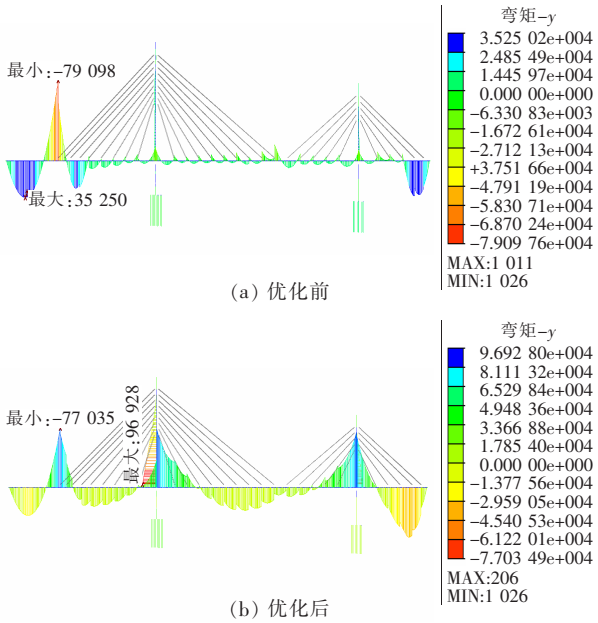 弯矩-y
3.525 02e+004
2.485 49e+004
1.445 97e+004
0.000 00e+000
-6.330 83e+003
-1.672 61e+004
-2.712 13e+004
+3.751 66e+004
-4.791 19e+004
-5.830 71e+004
-6.870 24e+004
-7.909 76e+004
MAX:1 011
MIN:1 026
最小:-79 098
最大:35 250
(a) 优化前
弯矩-y
9.692 80e+004
8.111 32e+004
6.529 84e+004
4.948 36e+004
3.366 88e+004
1.785 40e+004
0.000 00e+000
-1.377 56e+004
-2.959 05e+004
-4.540 53e+004
-6.122 01e+004
-7.703 49e+004
MAX:206
MIN:1 026
最小:-77 035
最大:96 928
(b) 优化后